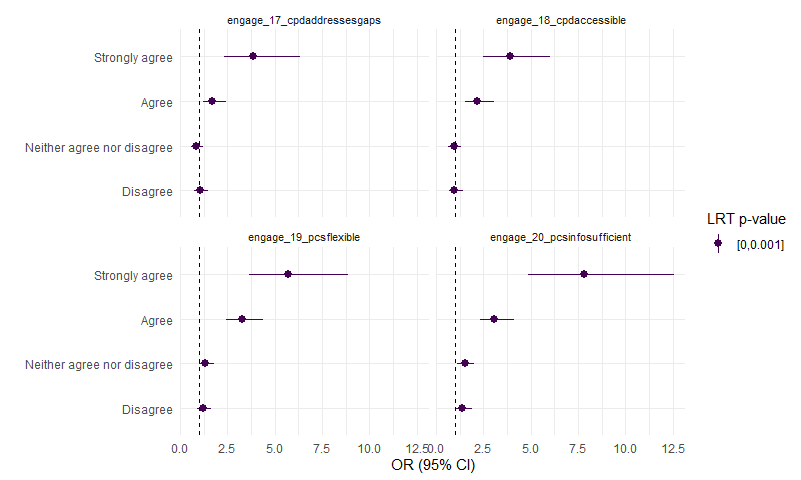 engage_17_cpdaddressesgaps engage_18_cpdaccessible
Strongly agree
Agree
Neither agree nor disagree
Disagree
engage_19_pcsflexible engage_20_pcsinfosufficient
Strongly agree
Agree
Neither agree nor disagree
Disagree
0.0 2.5 5.0 7.5 10.0 12.5 0.0 2.5 5.0 7.5 10.0 12.5
OR (95% CI)
LRT p-value
[0,0.001]